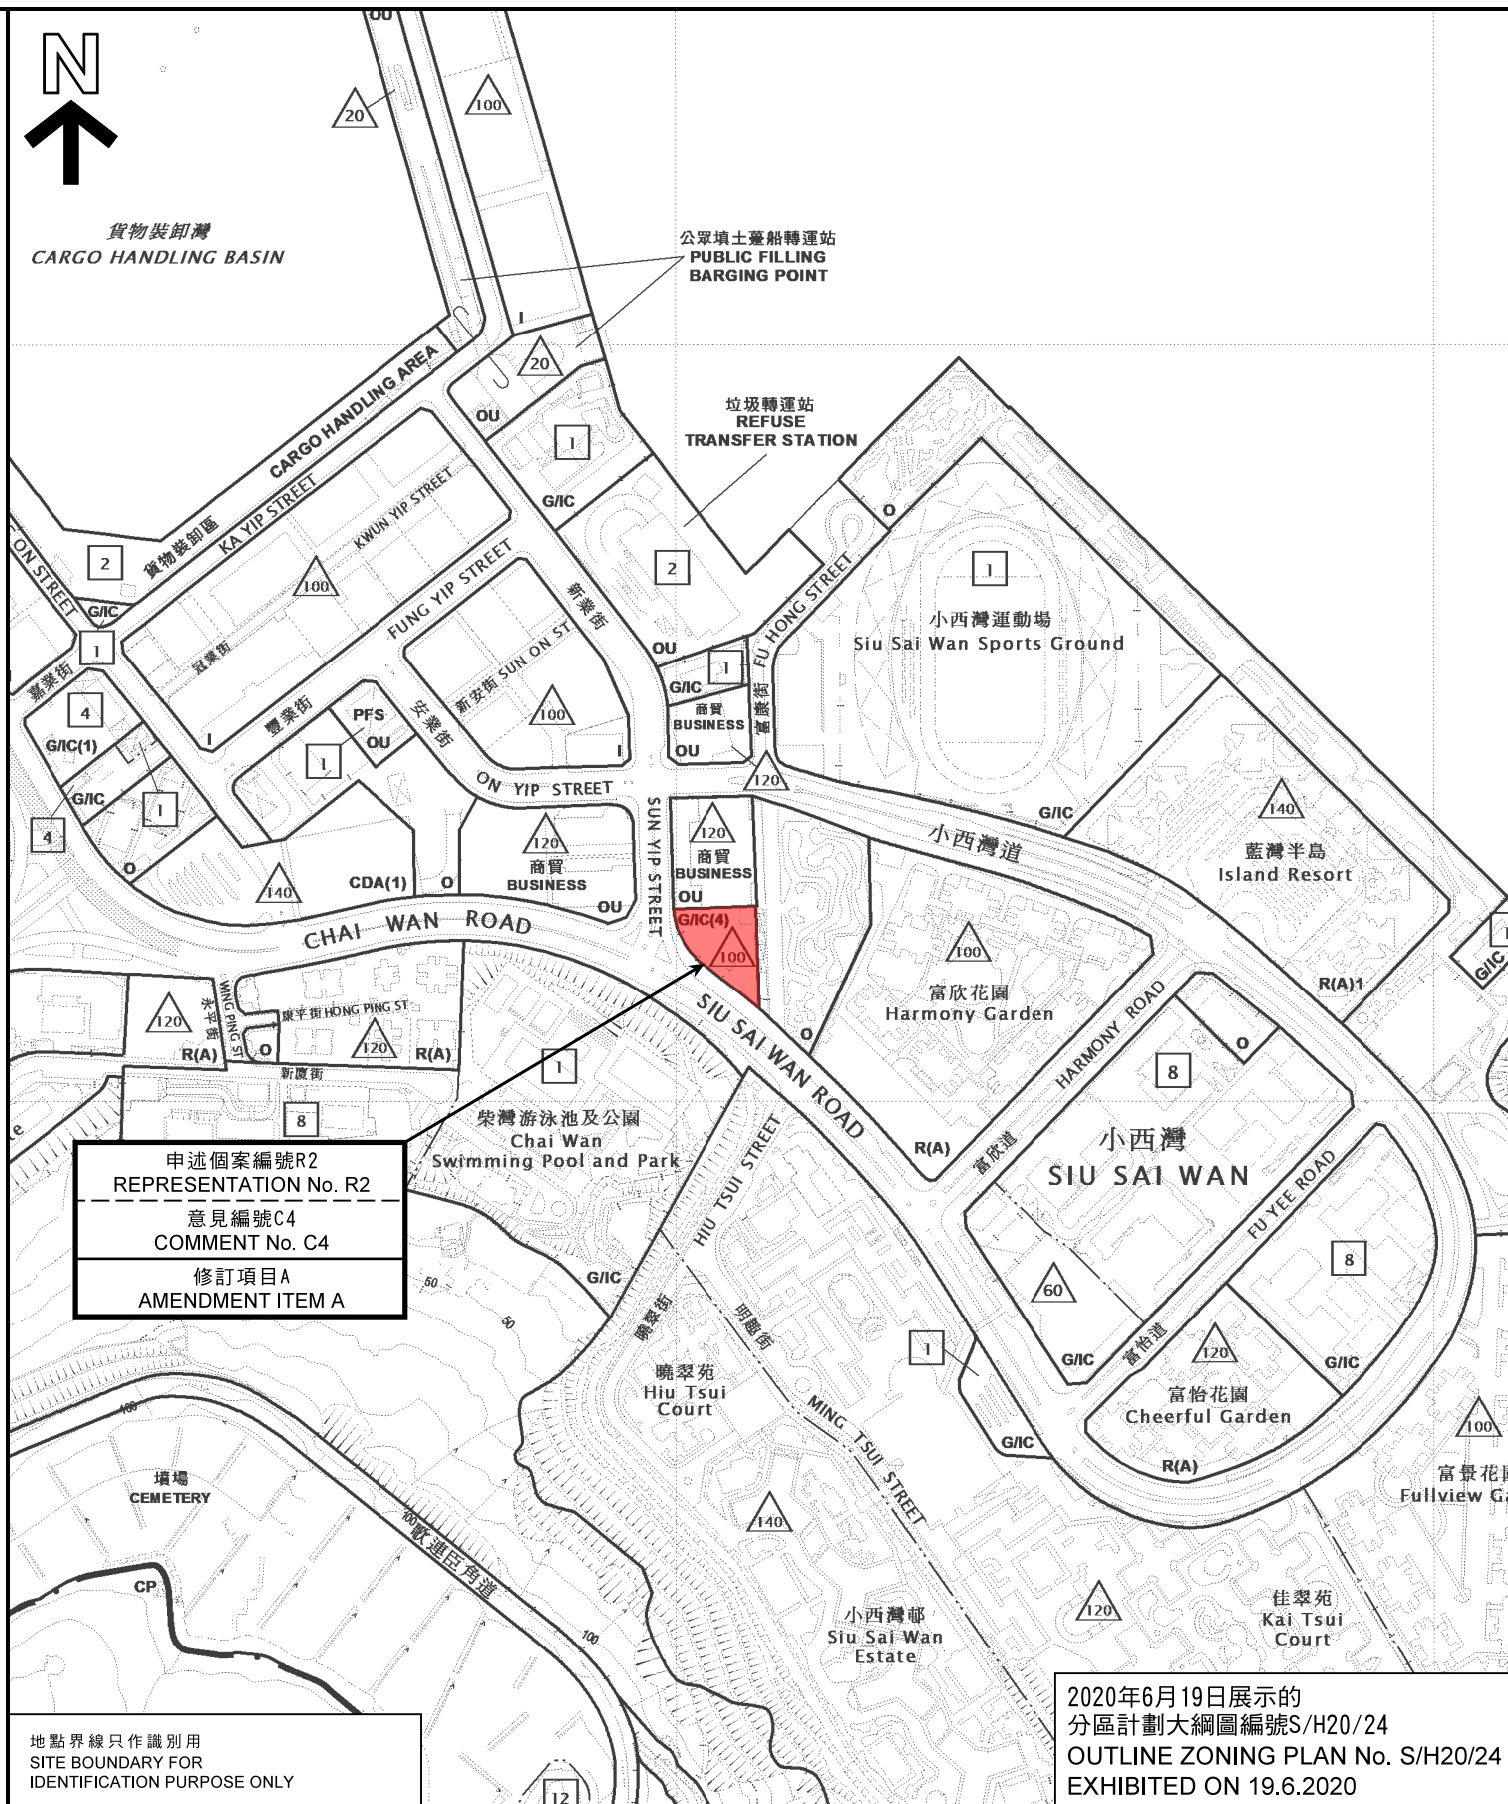 N
OU
20
100
貨物裝卸灣
CARGO HANDLING BASIN
公眾填土躉船轉運站
PUBLIC FILLING
BARGING POINT
I
20
OU
貨物裝卸區
CARGO HANDLING AREA
KA YIP STREET
1
G/IC
垃圾轉運站
REFUSE
TRANSFER STATION
O
KWUN YIP STREET
冠業街
100
ON STREET
2
G/IC
1
嘉業街
FUNG YIP STREET
豐業街
新業街
2
OU
FU HONG STREET
富康街
1
小西灣運動場
Siu Sai Wan Sports Ground
4
G/IC(1)
I
PFS
OU
1
安業街
新安街 SUN ON ST
100
I
1
G/IC
商貿
BUSINESS
OU
120
G/IC
4
1
O
ON YIP STREET
SUN YIP STREET
G/IC
140
藍灣半島
Island Resort
小西灣道
140
CDA(1)
O
120
商貿
BUSINESS
OU
120
商貿
BUSINESS
OU
G/IC(4)
100
CHAI WAN ROAD
120
R(A)
永平街
WING PING ST
O
康平街 HONG PING ST
120
R(A)
新廈街
8
1
柴灣游泳池及公園
Chai Wan
Swimming Pool and Park
SIU SAI WAN ROAD
O
100
富欣花園
Harmony Garden
R(A)
HARMONY ROAD
富欣道
R(A)1
G/IC
O
8
小西灣
SIU SAI WAN
FU YEE ROAD
富怡道
8
60
G/IC
G/IC
申述個案編號R2
REPRESENTATION No. R2
意見編號C4
COMMENT No. C4
修訂項目A
AMENDMENT ITEM A
G/IC
50
50
HIU TSUI STREET
曉翠街
明趣街
MING TSUI STREET
曉翠苑
Hiu Tsui
Court
1
G/IC
120
富怡花園
Cheerful Garden
R(A)
100
富景花
Fullview Ga
100
墳場
CEMETERY
100
歌連臣角道
CP
100
140
小西灣邨
Siu Sai Wan
Estate
120
佳翠苑
Kai Tsui
Court
12
地點界線只作識別用
SITE BOUNDARY FOR
IDENTIFICATION PURPOSE ONLY
2020年6月19日展示的
分區計劃大綱圖編號S/H20/24
OUTLINE ZONING PLAN No. S/H20/24
EXHIBITED ON 19.6.2020